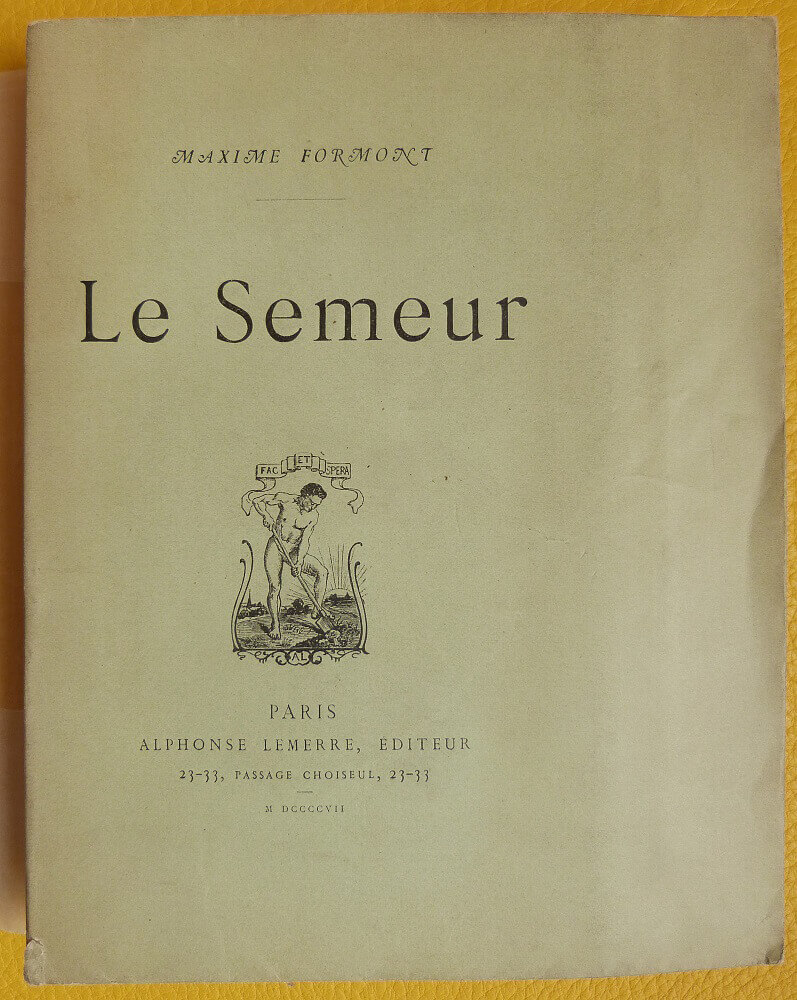 MAXIME FORMONT
Le Semeur
FAC ET SPERA
AL
PARIS
ALPHONSE LEMERRE, EDITEUR
23-33, PASSAGE CHOISEUL, 23-33
M DCCCCVII